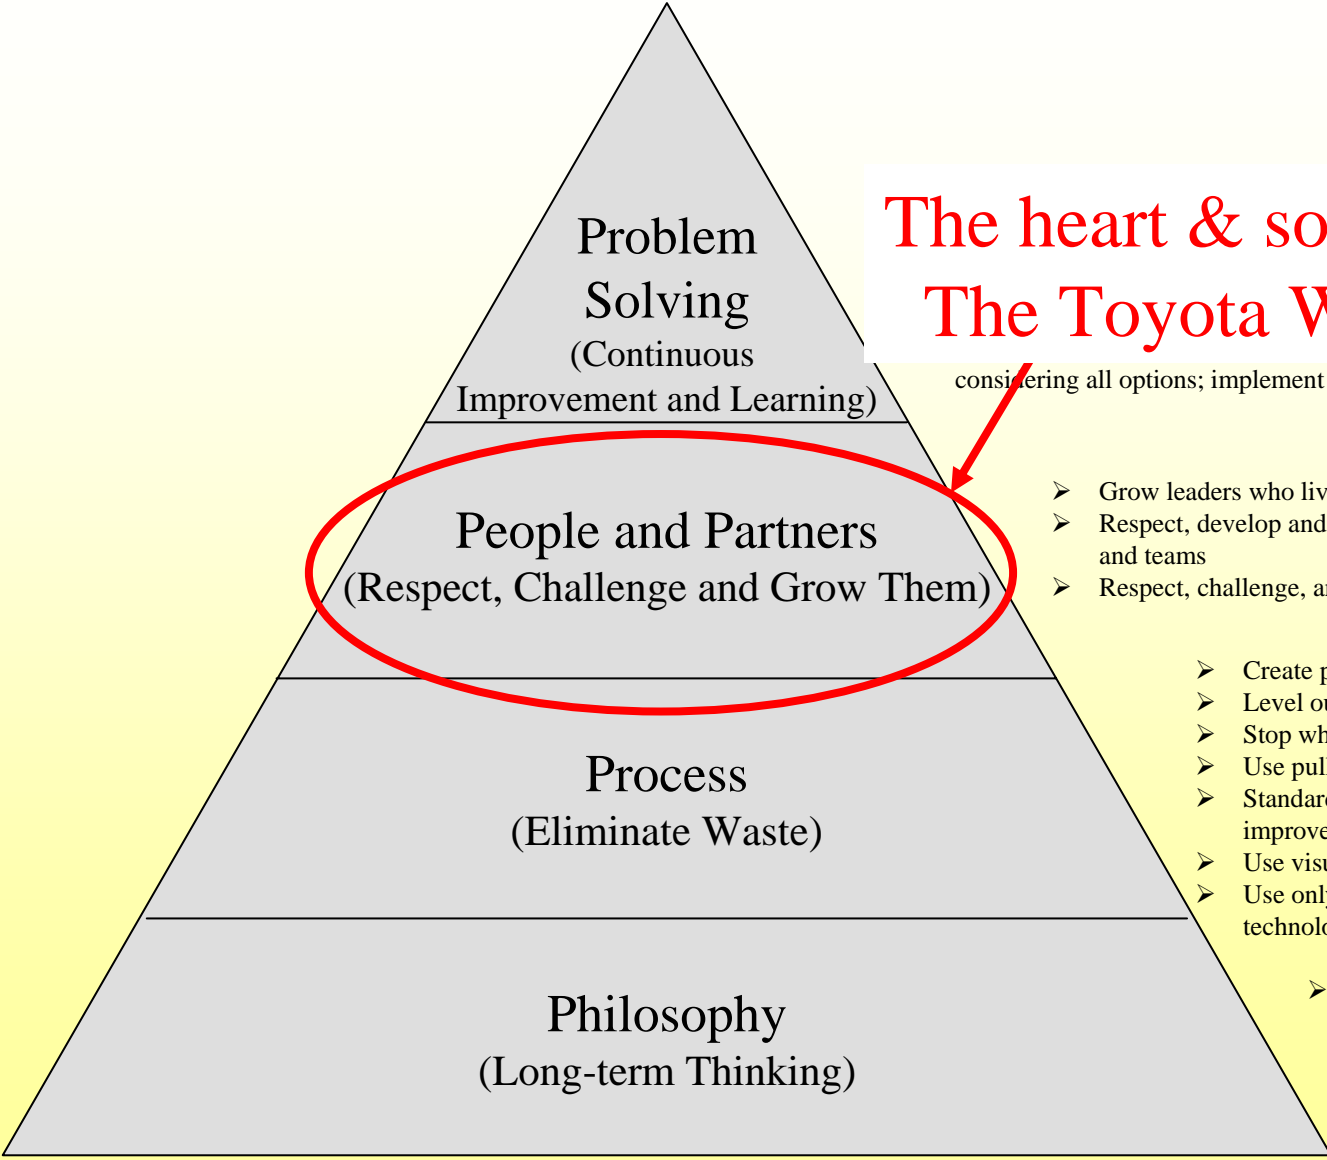 Problem
Solving
(Continuous
Improvement and Learning)
The heart & so
The Toyota
considering all options; implement
People and Partners
(Respect, Challenge and Grow Them)
Grow leaders who
Respect, develop and
and teams
Respect, challenge,
Process
(Eliminate Waste)
Create
Level
Stop
Use
Use
Use
Philosophy
(Long-term Thinking)